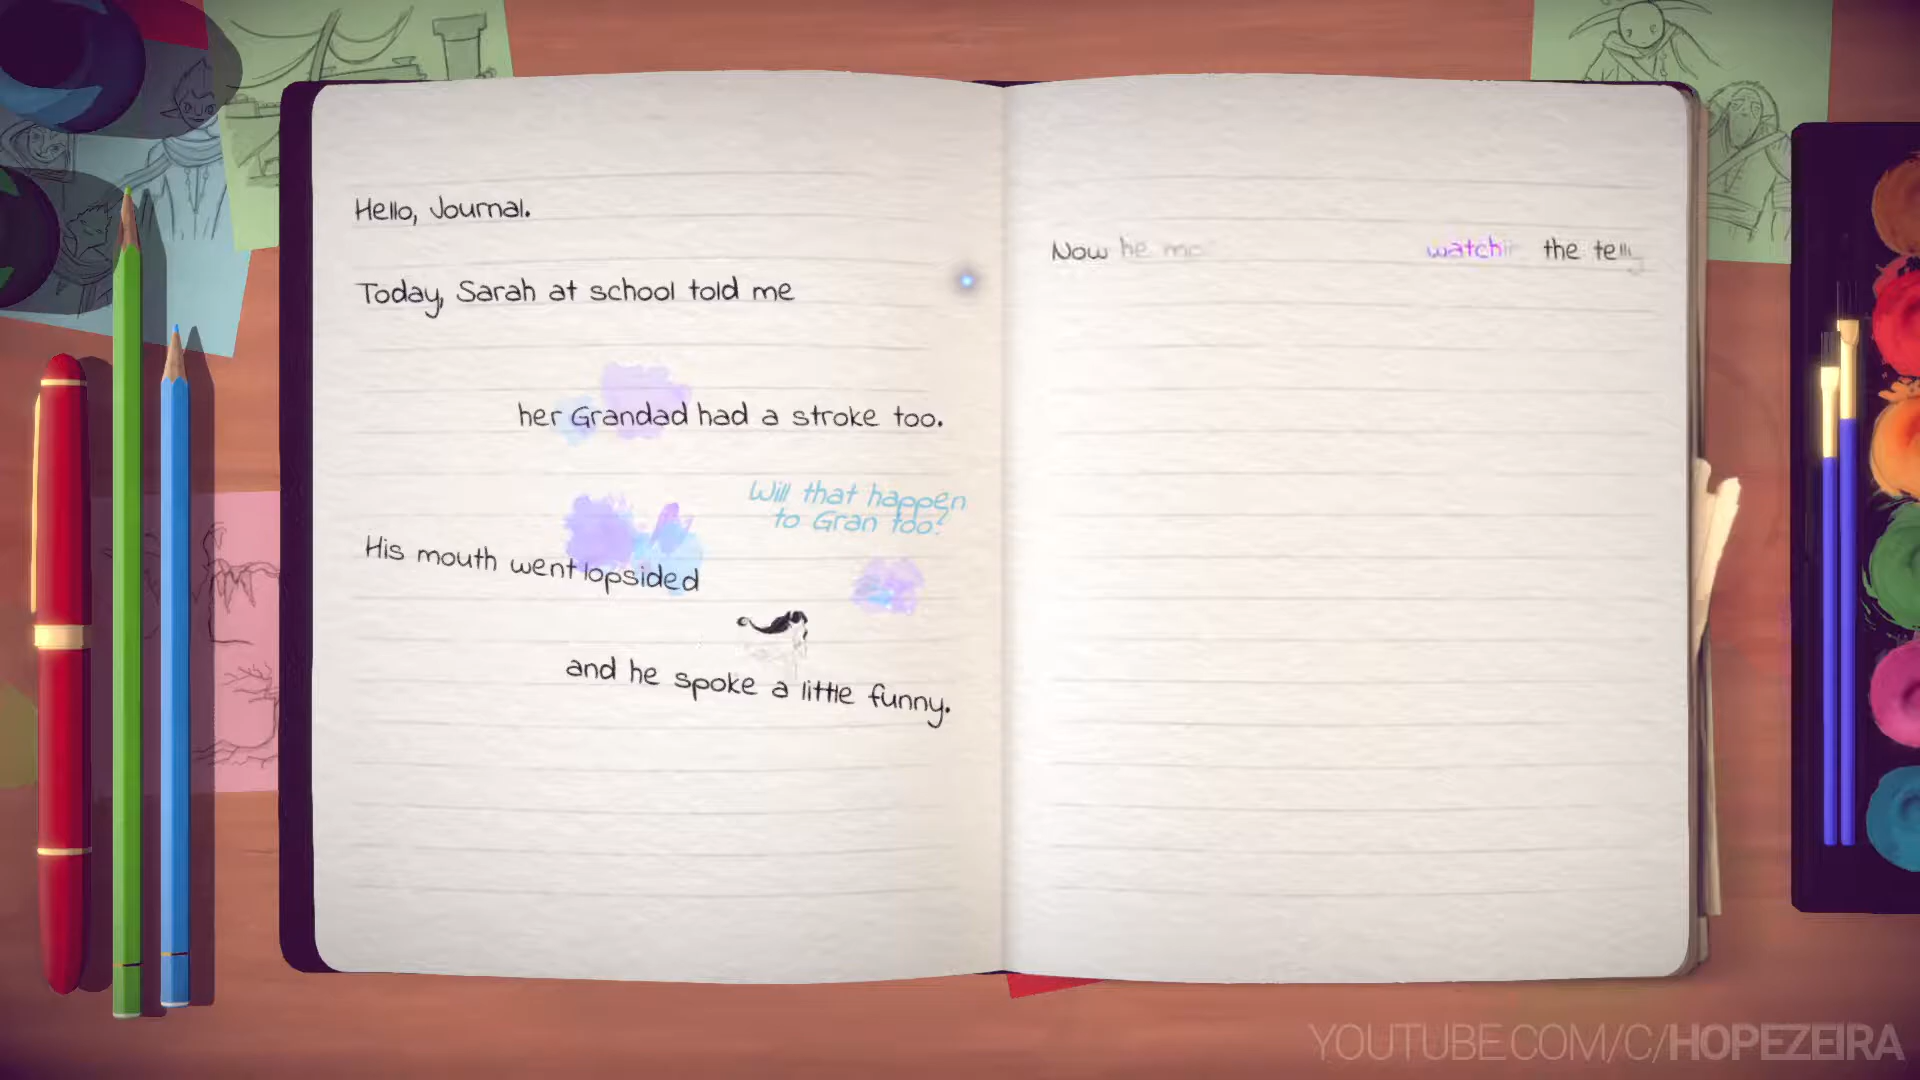 Hello, Journal.
Today, Sarah at school told me
her Grandad had a stroke too.
Will that happen
to Gran too?
His mouth went lopsided
and he spoke a little funny.
Now he the
YOUTUBE.COM/C/HOPEZEIRA